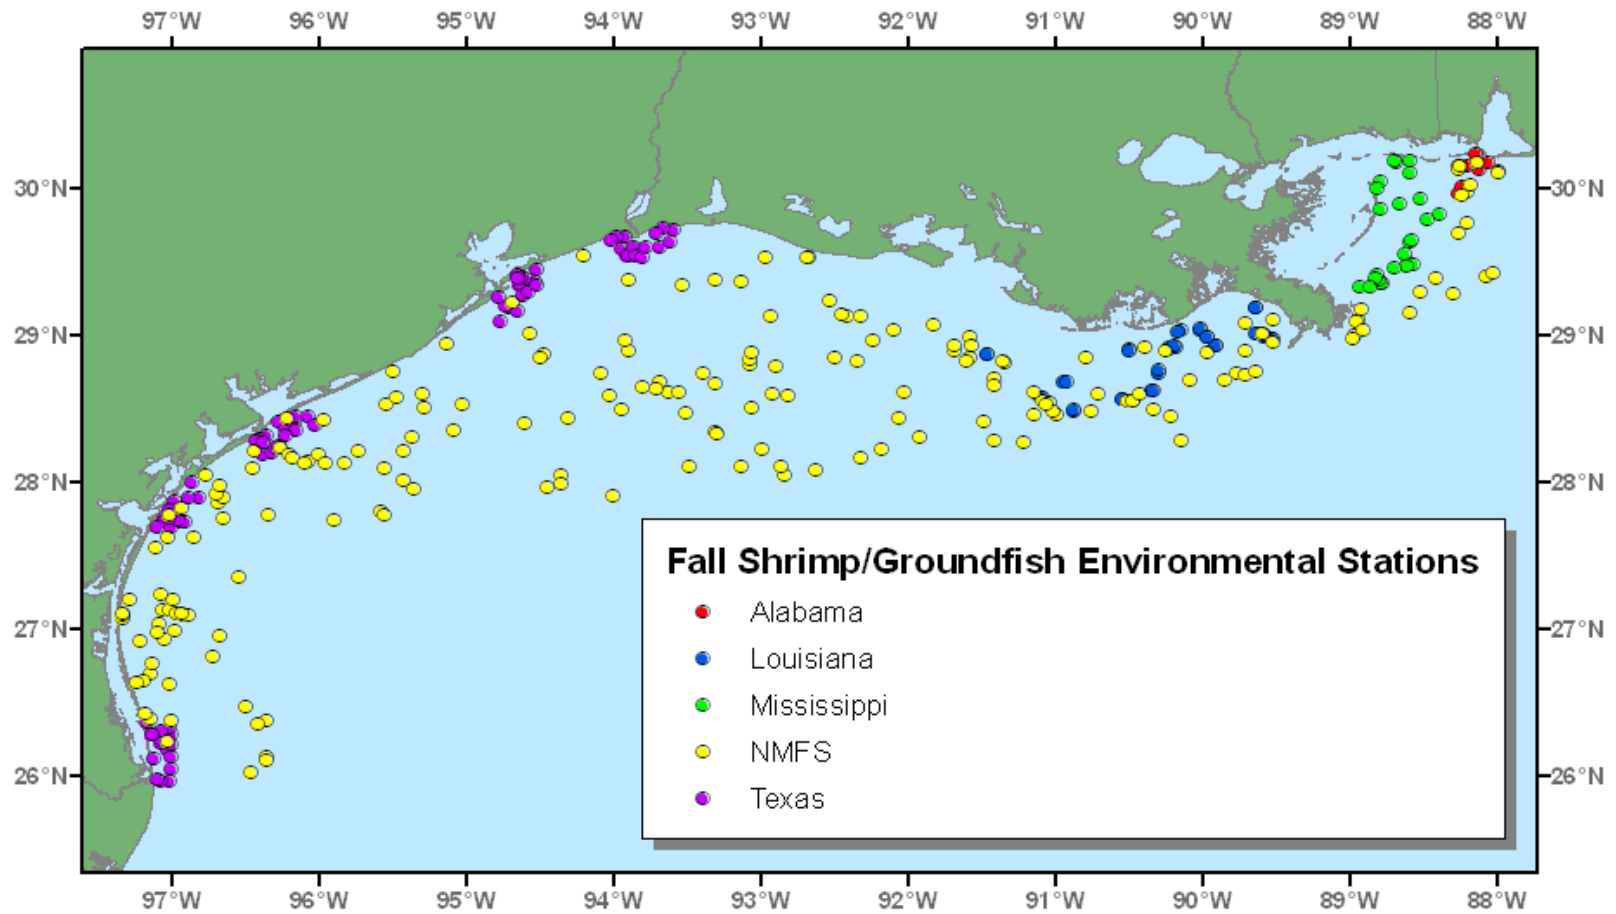 97°W 96°W 95°W 94°W 93°W 92°W 91°W 90°W 89°W 88°W
30°N 30°N
29°N 29°N
28°N 28°N
Fall Shrimp/Groundfish Environmental Stations
Alabama
27°N 27°N
Louisiana
Mississippi
NMFS
26°N 26°N
Texas
97°W 96°W 95°W 94°W 93°W 92°W 91°W 90°W 89°W 88°W